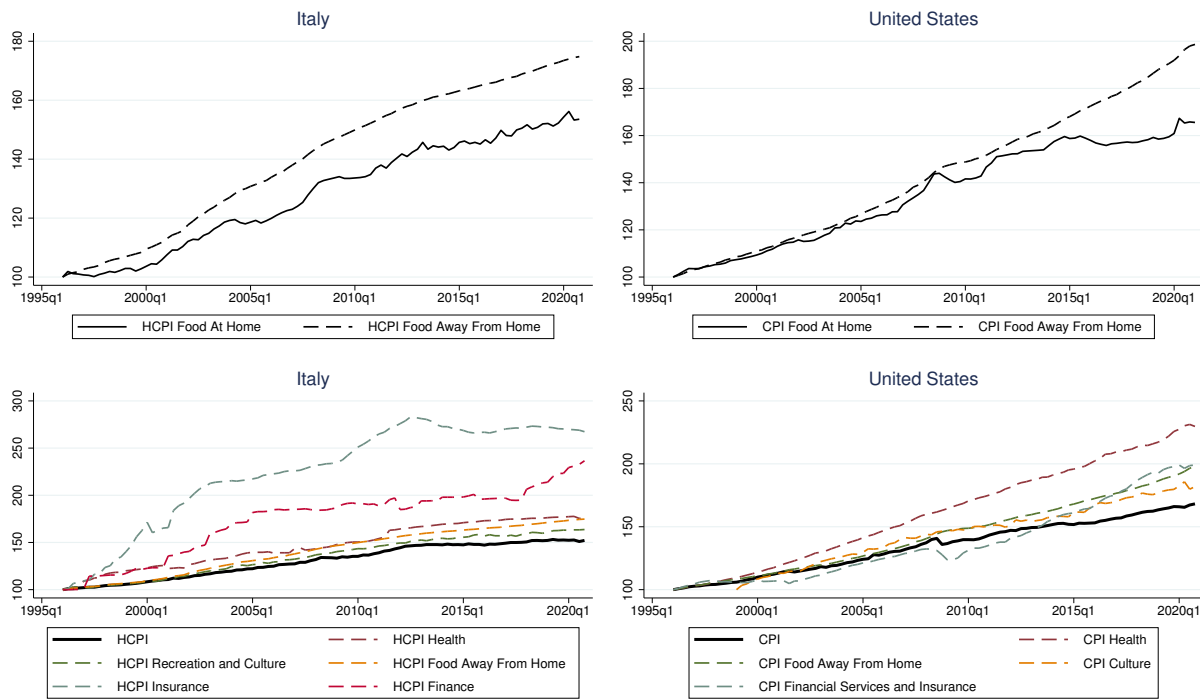 Italy
180
160
140
120
100
1995q1 2000q1 2005q1 2010q1 2015q1 2020q1
HCPI Food At Home HCPI Food Away From Home
United States
200
180
160
140
120
100
1995q1 2000q1 2005q1 2010q1 2015q1 2020q1
CPI Food At Home CPI Food Away From Home
Italy
300
250
200
150
100
1995q1 2000q1 2005q1 2010q1 2015q1 2020q1
HCPI HCPI Health
HCPI Recreation and Culture HCPI Food Away From Home
HCPI Insurance HCPI Finance
United States
250
200
150
100
1995q1 2000q1 2005q1 2010q1 2015q1 2020q1
CPI CPI Health
CPI Food Away From Home CPI Culture
CPI Financial Services and Insurance